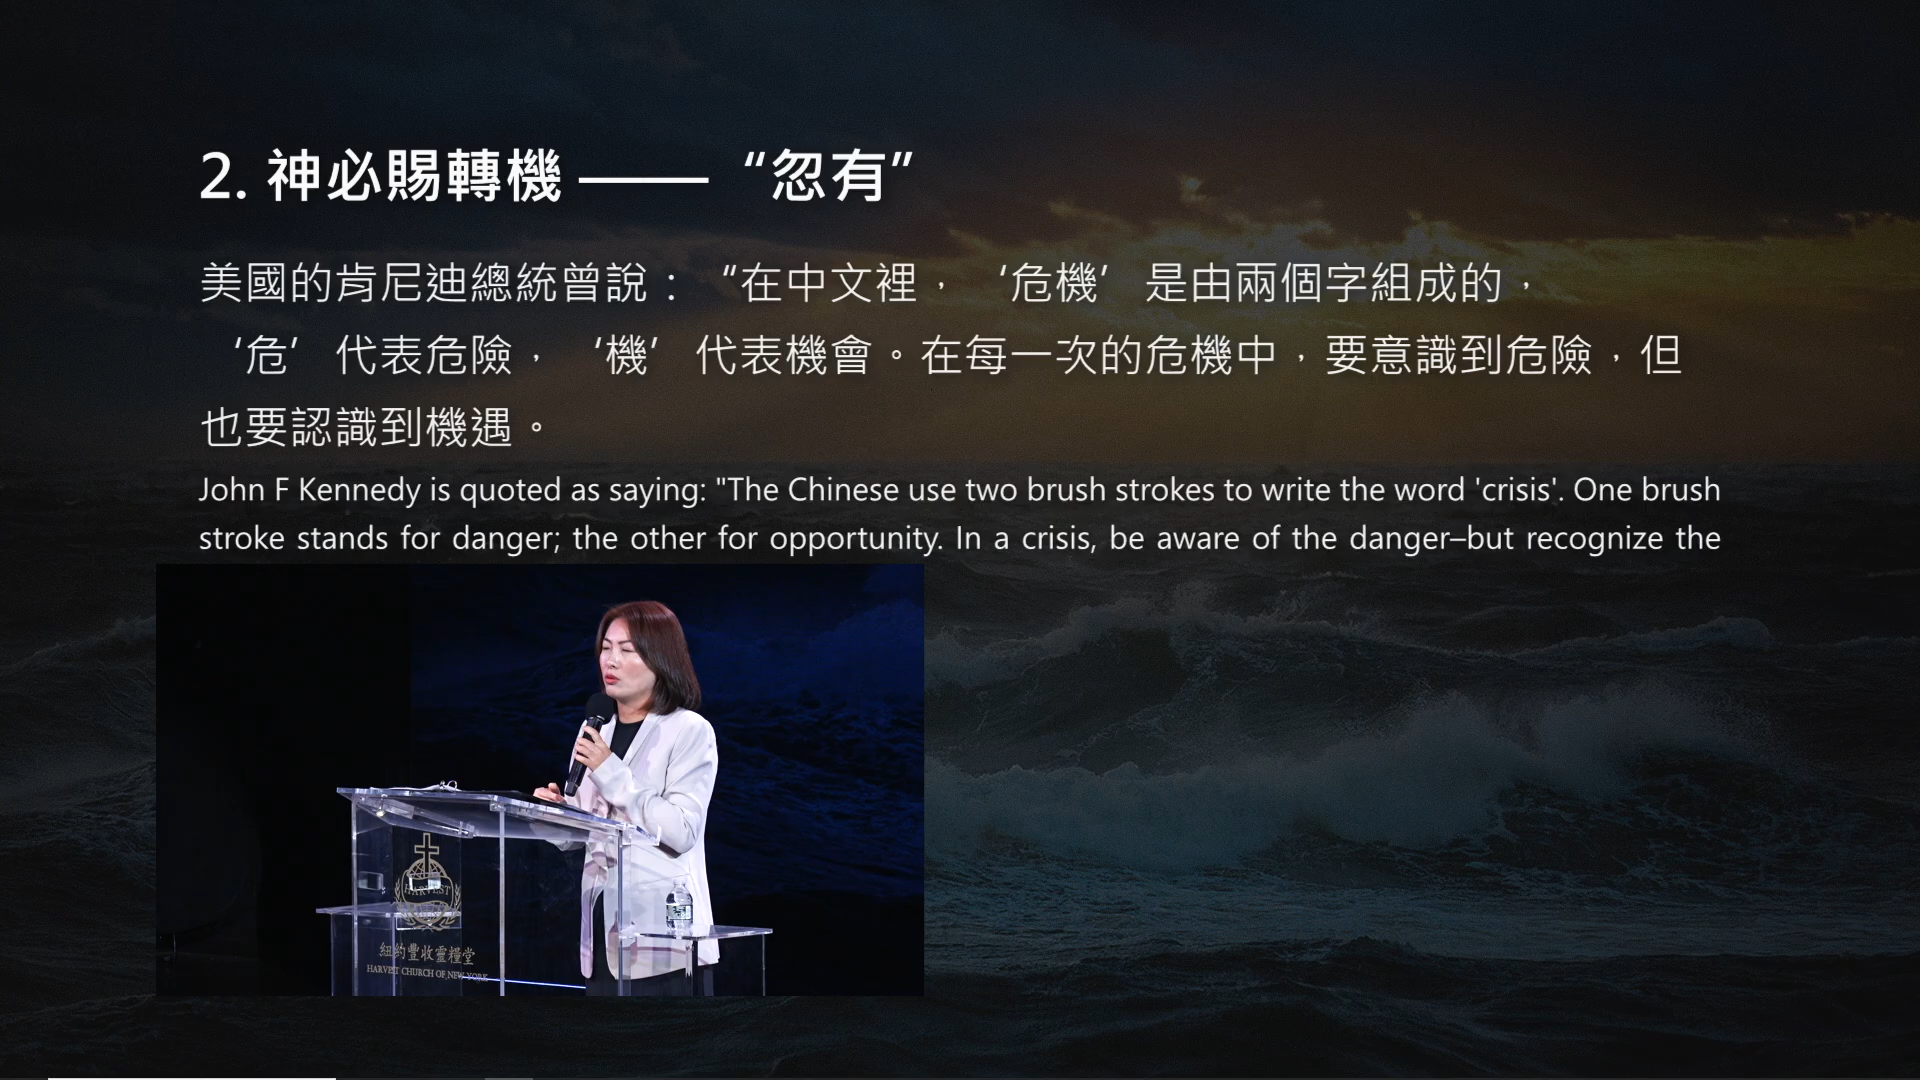 2. 神必賜轉機 —— “忽有”
美國的肯尼迪總統曾說：“在中文裡，‘危機’是由兩個字組成的，
‘危’代表危險，‘機’代表機會。在每一次的危機中，要意識到危險，但
也要認識到機遇。
John F Kennedy is quoted as saying: "The Chinese use two brush strokes to write the word 'crisis'. One brush
stroke stands for danger; the other for opportunity. In a crisis, be aware of the danger–but recognize the
HARVEST
紐約豐收靈糧堂
HARVEST CHURCH OF NEW YORK